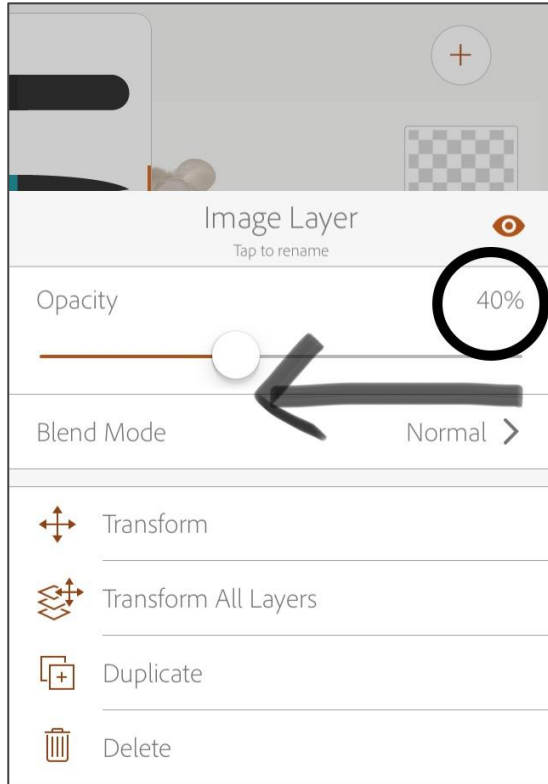 Image Layer
Tap to rename
Opacity 40%
Blend Mode Normal
Transform
Transform All Layers
Duplicate
Delete